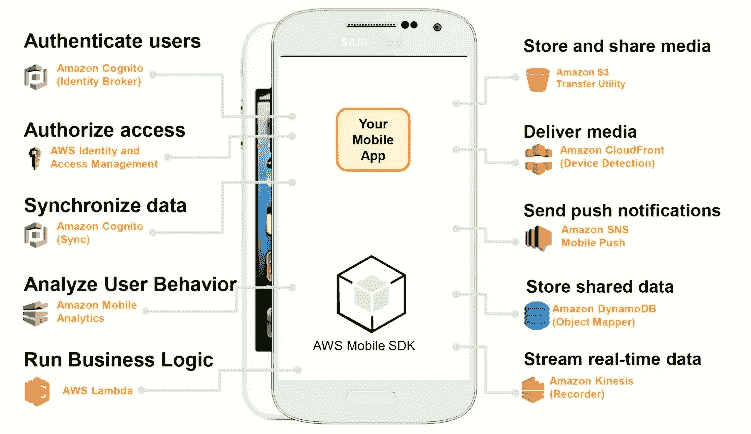 Authenticate users
Amazon Cognito
(Identity Broker)
Authorize access
AWS Identity and
Access Management
Synchronize data
Amazon Cognito
(Sync)
Analyze User Behavior
Amazon Mobile
Analytics
Run Business Logic
AWS Lambda
SAMSUNG
Your
Mobile
App
AWS Mobile SDK
Store and share media
Amazon S3
Transfer Utility
Deliver media
Amazon CloudFront
(Device Detection)
Send push notifications
Amazon SNS
Mobile Push
Store shared data
Amazon DynamoDB
(Object Mapper)
Stream real-time data
Amazon Kinesis
(Recorder)